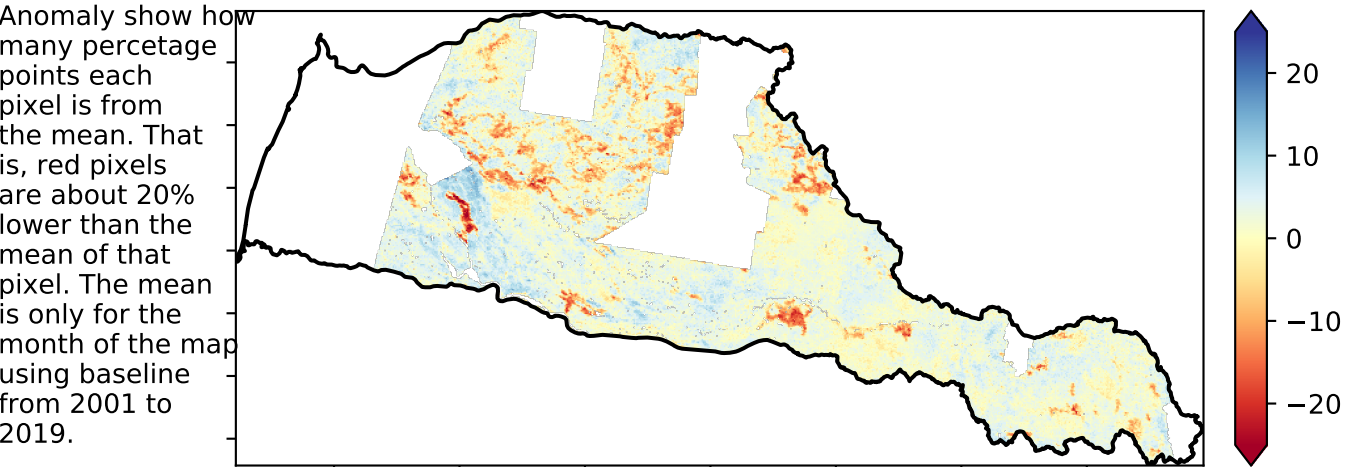 Anomaly show how
many percetage
points each
pixel is from
the mean. That
is, red pixels
are about 20%
lower than the
mean of that
pixel. The mean
is only for the
month of the map
using baseline
from 2001 to
2019.
20
10
0
−10
−20